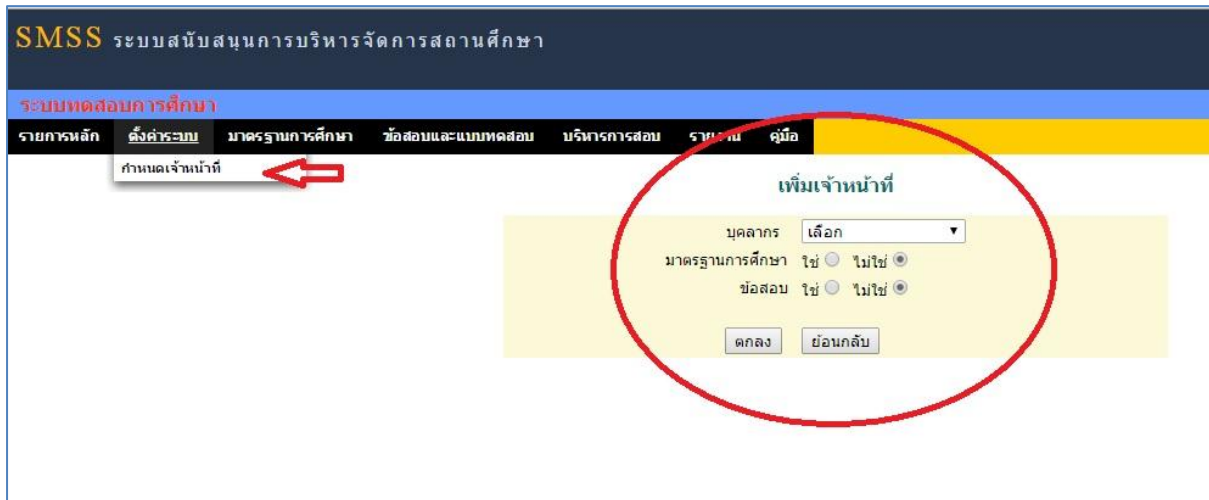 SMSS ระบบสนับสนุนการบริหารจัดการสถานศึกษา
ระบบทดสอบการศึกษา
รายการหลัก ตั้งค่าระบบ มาตรฐานการศึกษา ข้อสอบและแบบทดสอบ บริหารการสอบ รายงาน คู่มือ
กำหนดเจ้าหน้าที่
เพิ่มเจ้าหน้าที่
บุคลากร เลือก
มาตรฐานการศึกษา ใช่ ไม่ใช่
ข้อสอบ ใช่ ไม่ใช่
ตกลง ย้อนกลับ